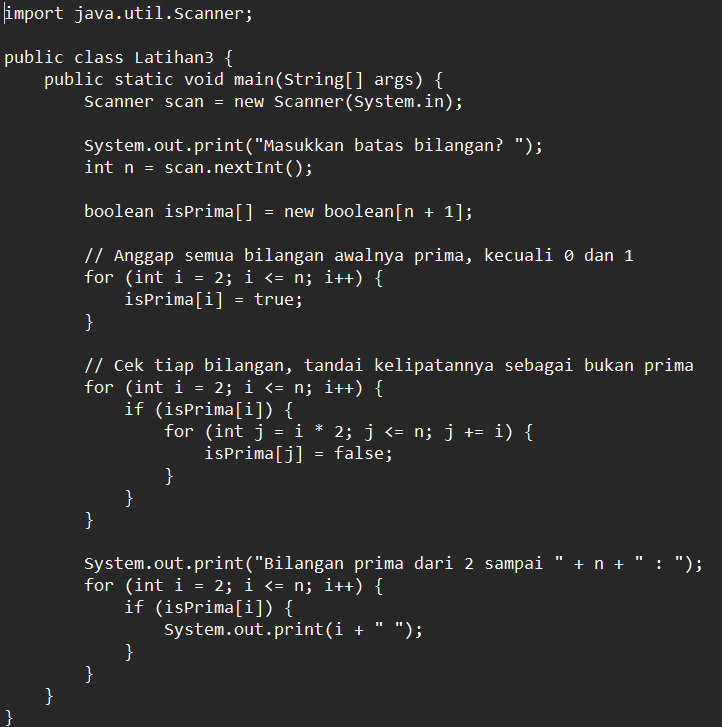 import java.util.Scanner;

public class Latihan3 {
    public static void main(String[] args) {
        Scanner scan = new Scanner(System.in);

        System.out.print("Masukkan batas bilangan? ");
        int n = scan.nextInt();

        boolean isPrima[] = new boolean[n + 1];

        // Anggap semua bilangan awalnya prima, kecuali 0 dan 1
        for (int i = 2; i <= n; i++) {
            isPrima[i] = true;
        }

        // Cek tiap bilangan, tandai kelipatannya sebagai bukan prima
        for (int i = 2; i <= n; i++) {
            if (isPrima[i]) {
                for (int j = i * 2; j <= n; j += i) {
                    isPrima[j] = false;
                }
            }
        }

        System.out.print("Bilangan prima dari 2 sampai " + n + " : ");
        for (int i = 2; i <= n; i++) {
            if (isPrima[i]) {
                System.out.print(i + " ");
            }
        }
    }
}